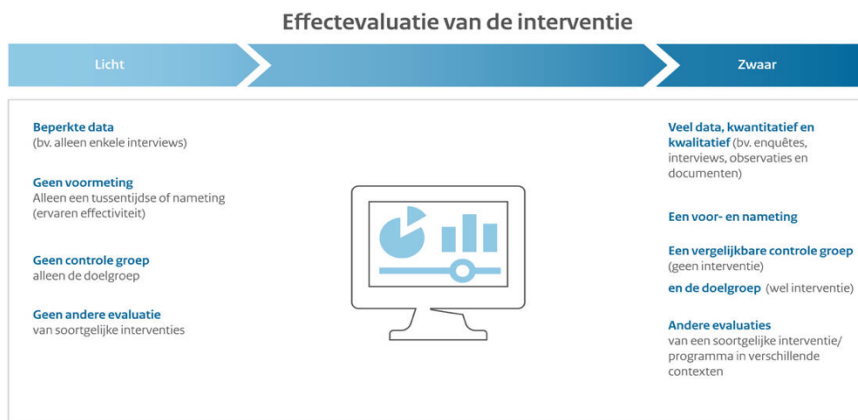 Effectevaluatie van de interventie
Licht
Zwaar
Beperkte data
(bv. alleen enkele interviews)
Geen voormeting
Alleen een tussentijdse of nameting
(ervaren effectiviteit)
Geen controle groep
alleen de doelgroep
Geen andere evaluatie
van soortgelijke interventies
Veel data, kwantitatief en
kwalitatief (bv. enquêtes,
interviews, observaties en
documenten)
Een voor- en nameting
Een vergelijkbare controle groep
(geen interventie)
en de doelgroep (wel interventie)
Andere evaluaties
van een soortgelijke interventie/
programma in verschillende
contexten